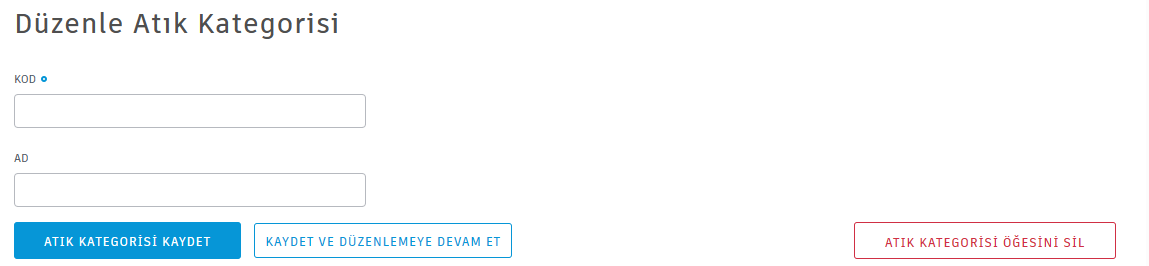 Düzenle Atık Kategorisi
KOD
AD
ATIK KATEGORİSİ KAYDET
KAYDET VE DÜZENLEMEYE DEVAM ET
ATIK KATEGORİSİ ÖĞESİNİ SİL